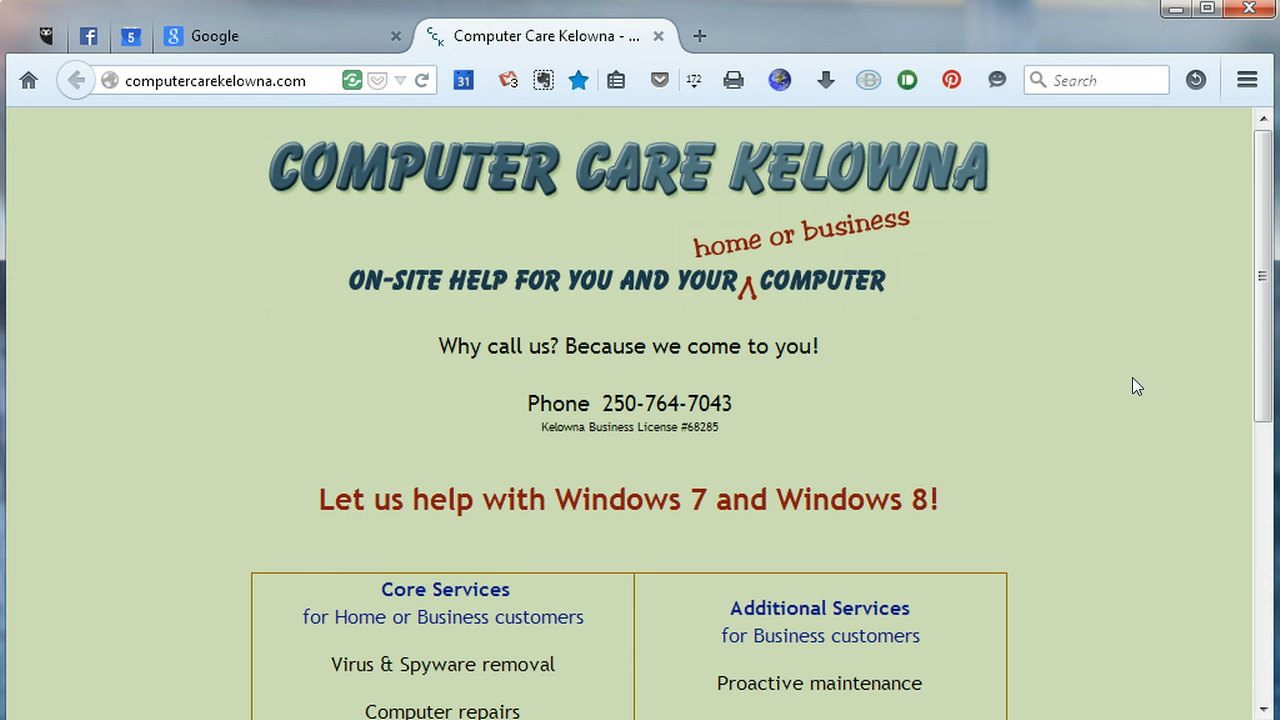 5
Google
Computer Care Kelowna - ...
computercarekelowna.com
31
3
172
Search
COMPUTER CARE KELOWNA
home or business
ON-SITE HELP FOR YOU AND YOUR COMPUTER
Why call us? Because we come to you!
Phone 250-764-7043
Kelowna Business License #68285
Let us help with Windows 7 and Windows 8!
Core Services
for Home or Business customers
Virus & Spyware removal
Computer repairs
Additional Services
for Business customers
Proactive maintenance